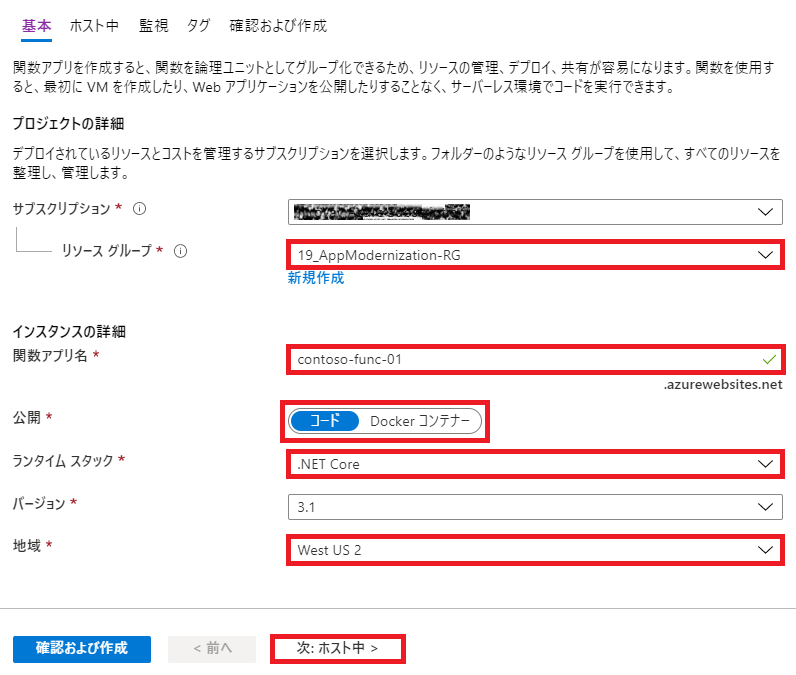 基本 ホスト中 監視 タグ 確認および作成
関数アプリを作成すると、関数を論理ユニットとしてグループ化できるため、リソースの管理、デプロイ、共有が容易になります。関数を使用す
ると、最初に VM を作成したり、Web アプリケーションを公開したりすることなく、サーバーレス環境でコードを実行できます。
プロジェクトの詳細
デプロイされているリソースとコストを管理するサブスクリプションを選択します。フォルダーのようなリソース グループを使用して、すべてのリソースを
整理し、管理します。
サブスクリプション *
リソース グループ * 19_AppModernization-RG
新規作成
インスタンスの詳細
関数アプリ名 * contoso-func-01
.azurewebsites.net
公開 * コード Docker コンテナー
ランタイム スタック * .NET Core
バージョン * 3.1
地域 * West US 2
確認および作成 < 前へ 次: ホスト中 >